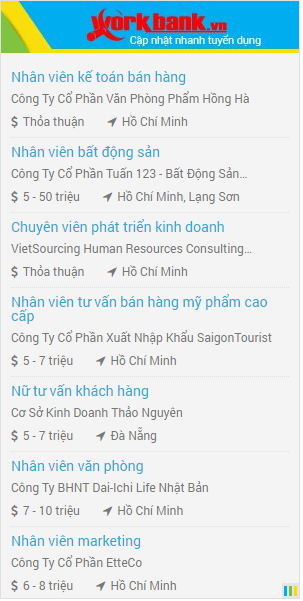 workbank.vn
Cập nhật nhanh tuyển dụng
Nhân viên kế toán bán hàng
Công Ty Cổ Phần Văn Phòng Phẩm Hồng Hà
$ Thỏa thuận Hồ Chí Minh
Nhân viên bất động sản
Công Ty Cổ Phần Tuấn 123 - Bất Động Sản...
$ 5 - 50 triệu Hồ Chí Minh, Lạng Sơn
Chuyên viên phát triển kinh doanh
VietSourcing Human Resources Consulting...
$ Thỏa thuận Hồ Chí Minh
Nhân viên tư vấn bán hàng mỹ phẩm cao
cấp
Công Ty Cổ Phần Xuất Nhập Khẩu SaigonTourist
$ 5 - 7 triệu Hồ Chí Minh
Nữ tư vấn khách hàng
Cơ Sở Kinh Doanh Thảo Nguyên
$ 5 - 7 triệu Đà Nẵng
Nhân viên văn phòng
Công Ty BHNT Dai-Ichi Life Nhật Bản
$ 7 - 10 triệu Hồ Chí Minh
Nhân viên marketing
Công Ty Cổ Phần EtteCo
$ 6 - 8 triệu Hồ Chí Minh